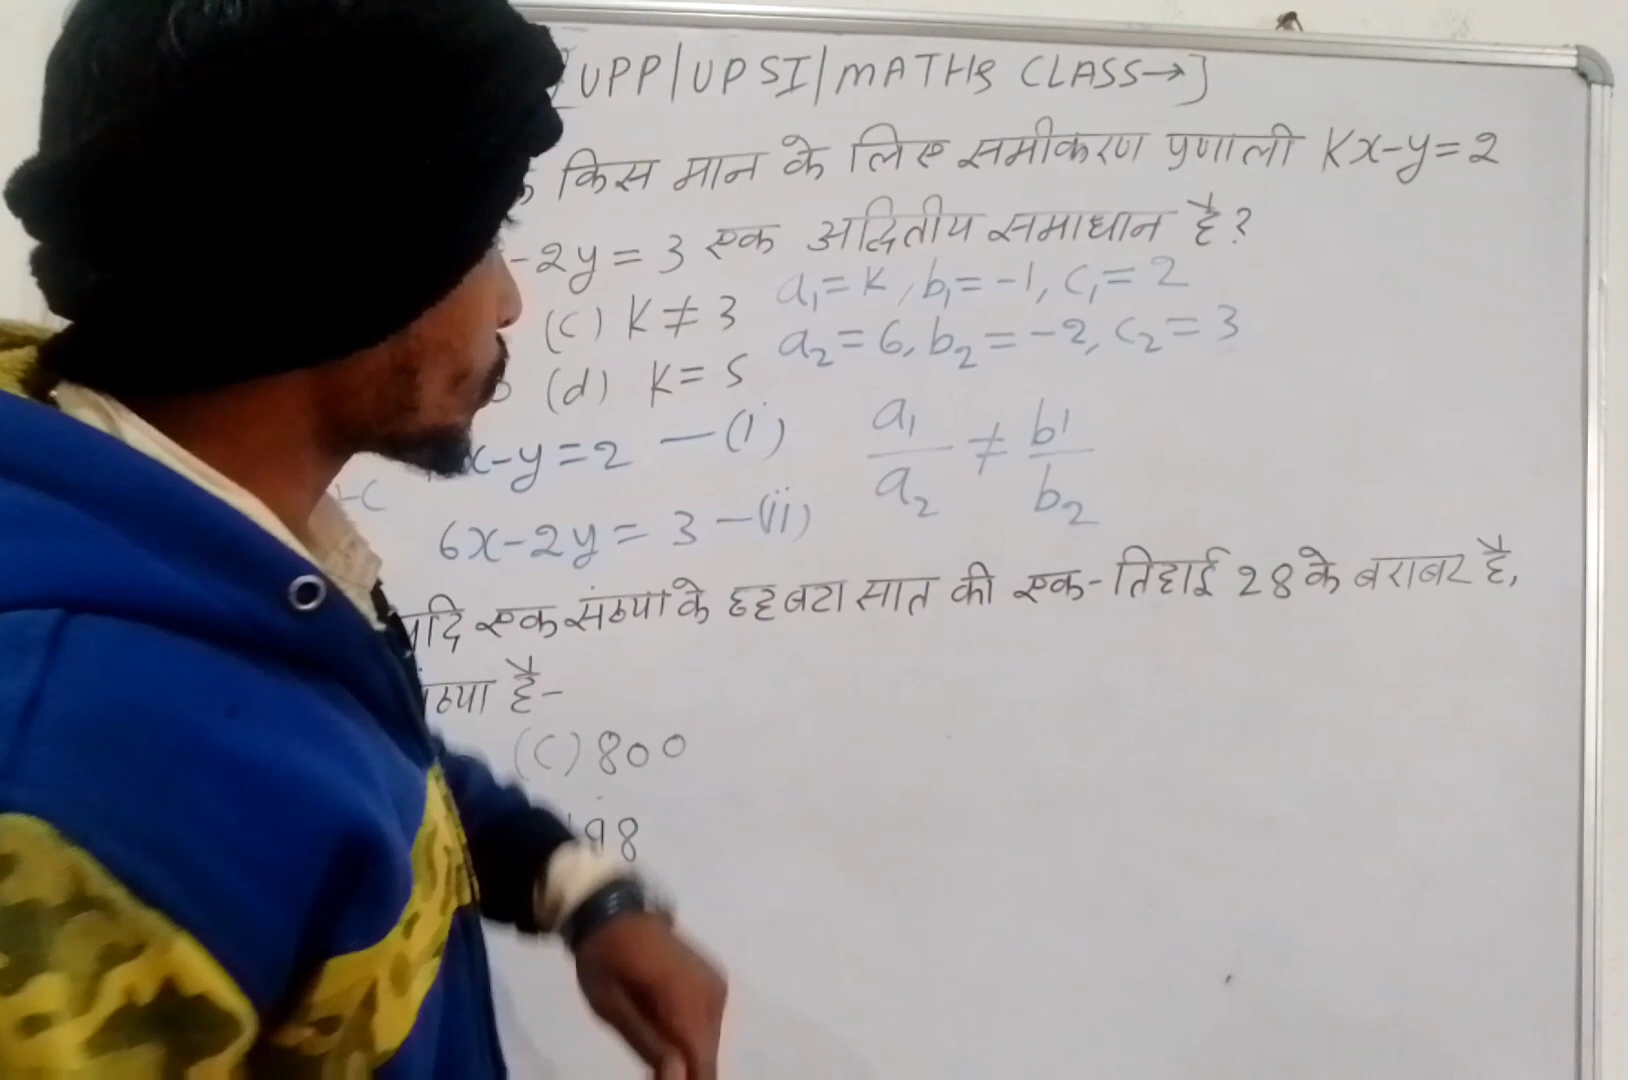 [UPP/UPSI/MATHS CLASS→]
किस मान के लिए समीकरण प्रणाली Kx-y=2
-2y=3 एक अद्वितीय समाधान है?
(C) K≠3
a₁=K, b₁=-1, c₁=2
(d) K=5
a₂=6, b₂=-2, c₂=3
x-y=2 —(i)
6x-2y=3 —(ii)
a₁/a₂ ≠ b1/b₂
यदि एक संख्या के छह बटा सात की एक-तिहाई 28 के बराबर है,
है-
(C) 800
98